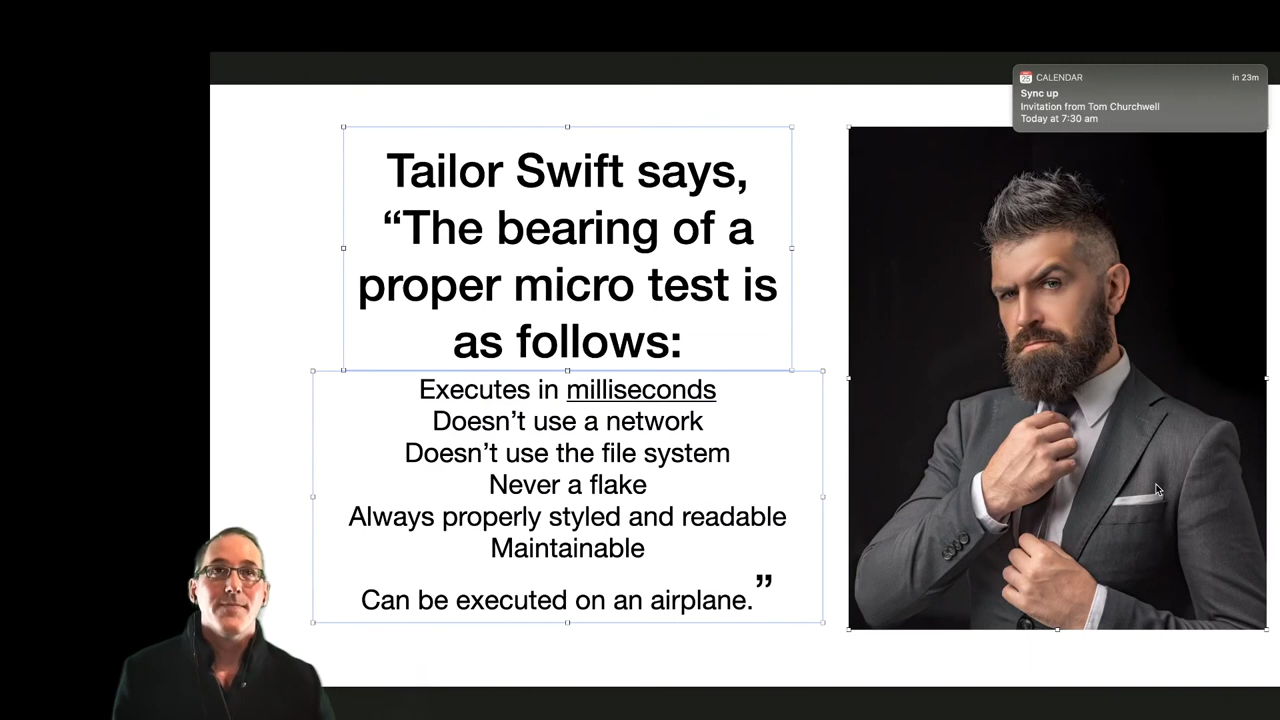 CALENDAR
in 23m
Sync up
Invitation from Tom Churchwell
Today at 7:30 am
Tailor Swift says,
“The bearing of a
proper micro test is
as follows:
Executes in milliseconds
Doesn’t use a network
Doesn’t use the file system
Never a flake
Always properly styled and readable
Maintainable
Can be executed on an airplane.”